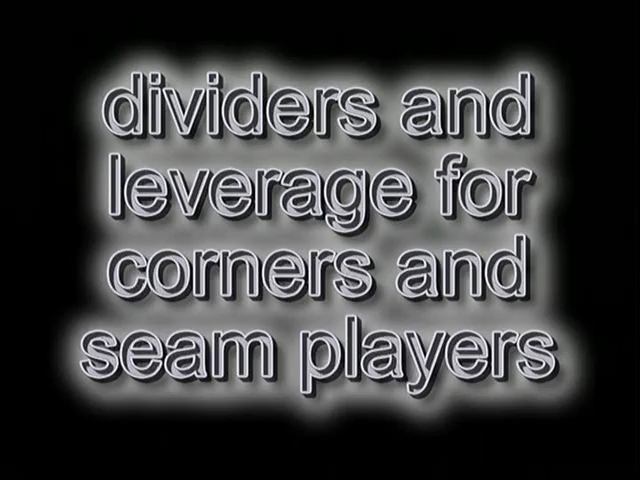 dividers and
leverage for
corners and
seam players